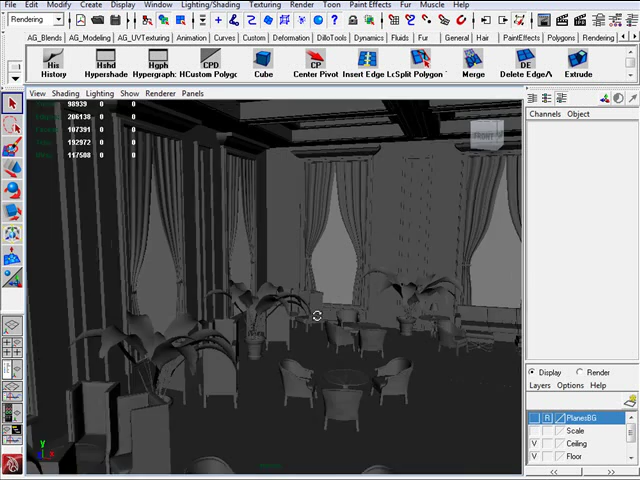 File Edit Modify Create Display Window Lighting/Shading Texturing Render Toon Paint Effects Fur Muscle Help
Rendering
AG_Blends AG_Modeling AG_UVTexturing Animation Curves Custom Deformation DilloTools Dynamics Fluids Fur General Hair PaintEffects Polygons Rendering
His Hshd Hgph CPD CP DE
History Hypershade Hypergraph: H Custom Polyg Cube Center Pivot Insert Edge Lc Split Polygon Merge Delete Edge/V Extrude
View Shading Lighting Show Renderer Panels
Channels Object
98939 0 0
206138 0 0
107391 0 0
192972 0 0
117508 0 0
FRONT
y
x
Display Render
Layers Options Help
R PlanesBG
Scale
V Ceiling
V Floor
<< >>